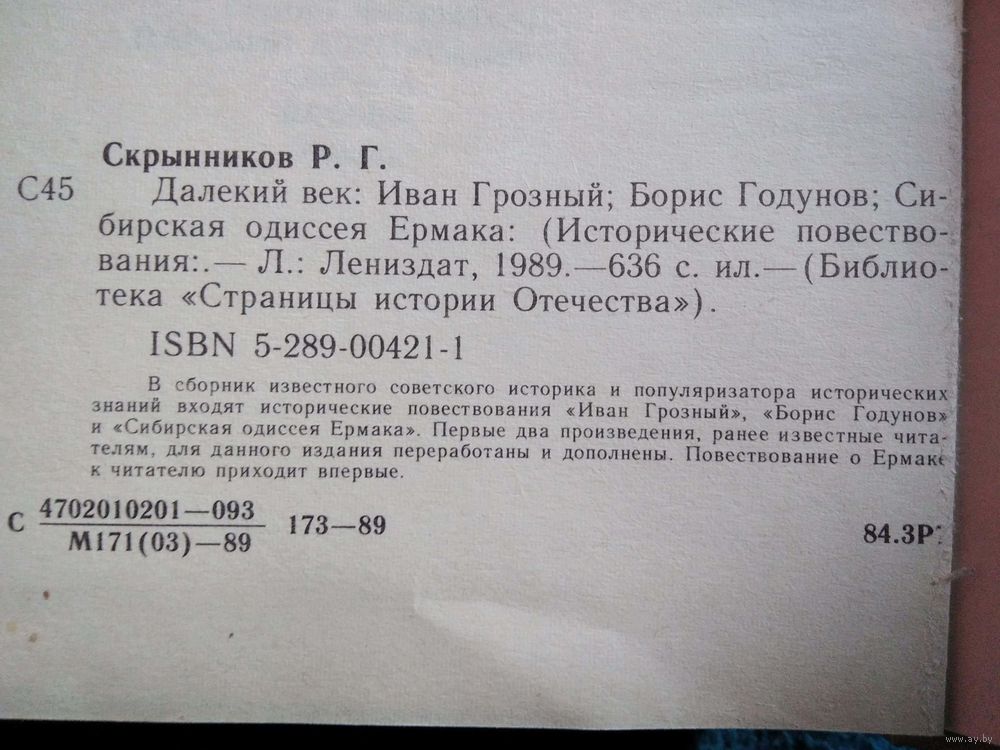 Скрынников Р. Г.
С45 Далекий век: Иван Грозный; Борис Годунов; Си-
бирская одиссея Ермака: (Исторические повество-
вания:.— Л.: Лениздат, 1989.—636 с. ил.—(Библио-
тека «Страницы истории Отечества»).
ISBN 5-289-00421-1
В сборник известного советского историка и популяризатора исторических
знаний входят исторические повествования «Иван Грозный», «Борис Годунов»
и «Сибирская одиссея Ермака». Первые два произведения, ранее известные чита-
телям, для данного издания переработаны и дополнены. Повествование о Ермаке
к читателю приходит впервые.
С 4702010201—093 173—89
М171(03)—89
84.3Р
www.ay.by